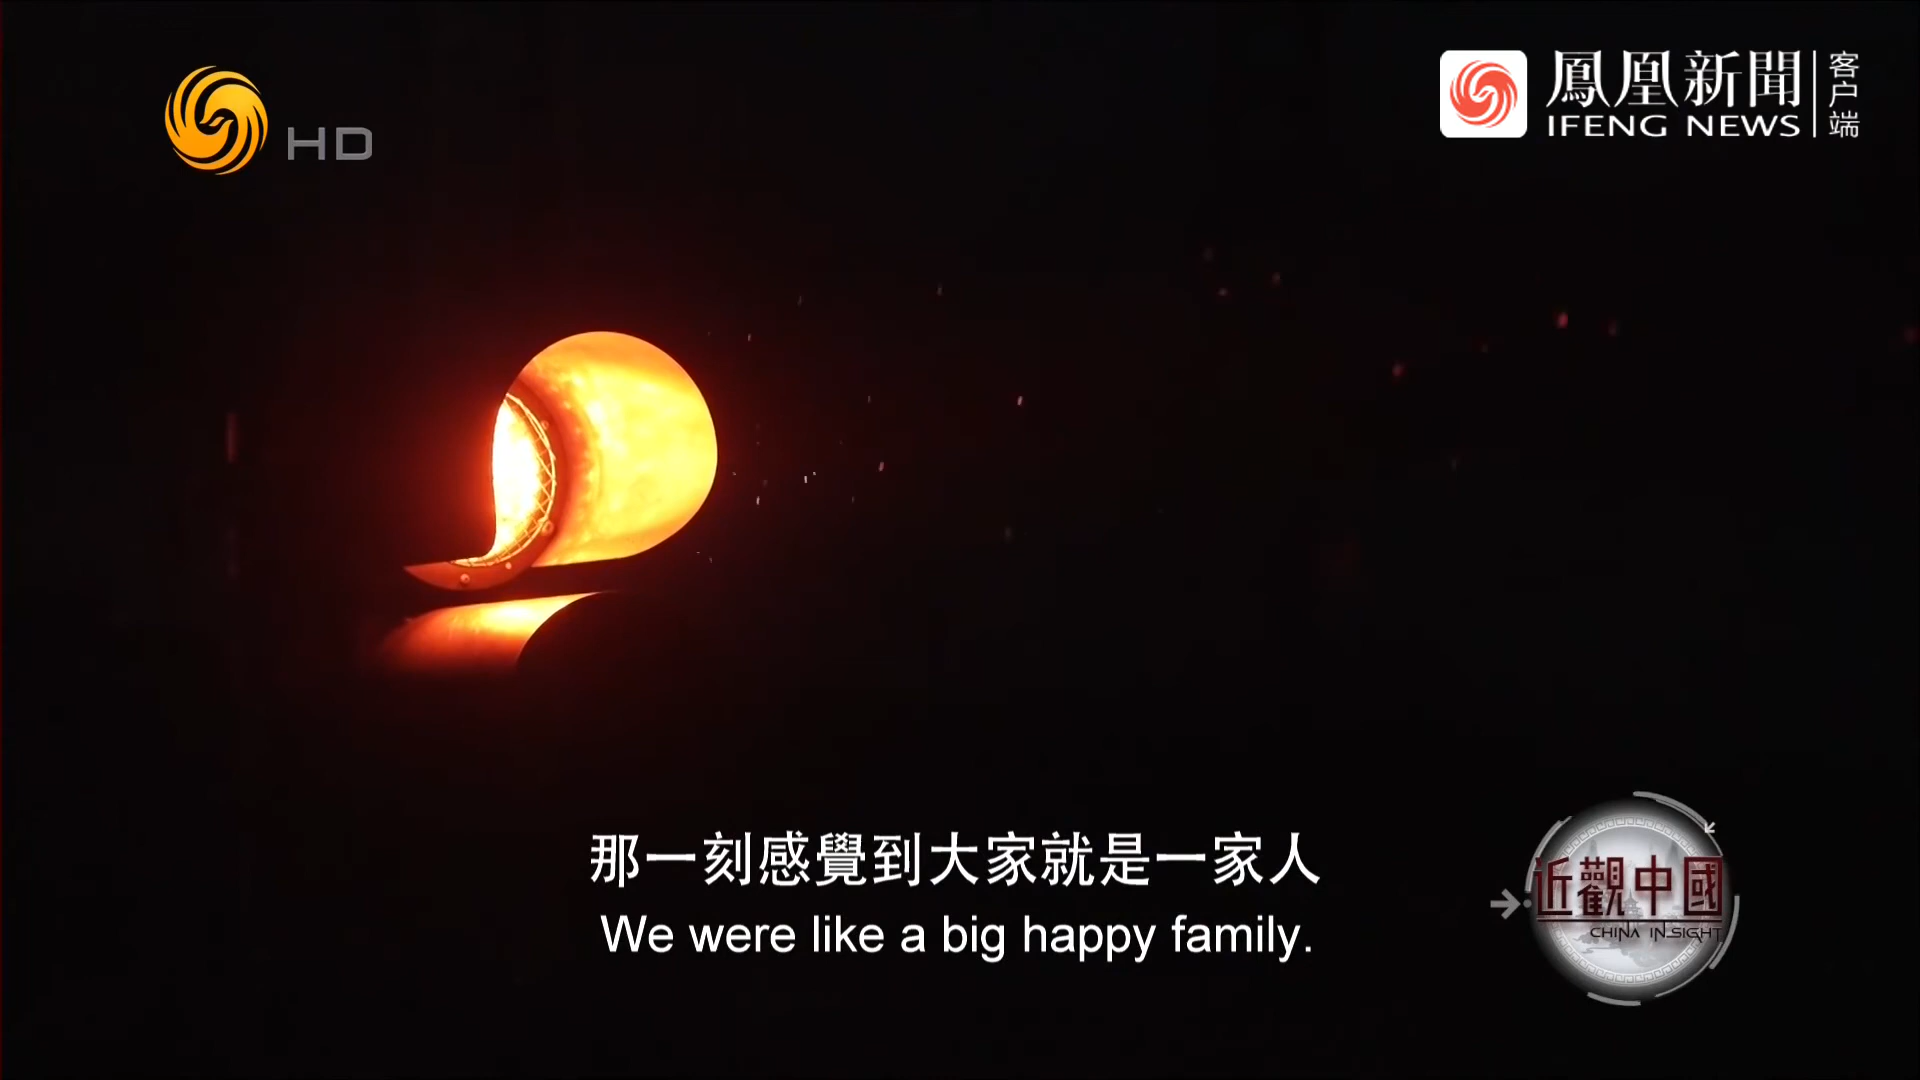 HD
鳳凰新聞
IFENG NEWS
客户端
那一刻感覺到大家就是一家人
We were like a big happy family.
近觀中國
CHINA INSIGHT